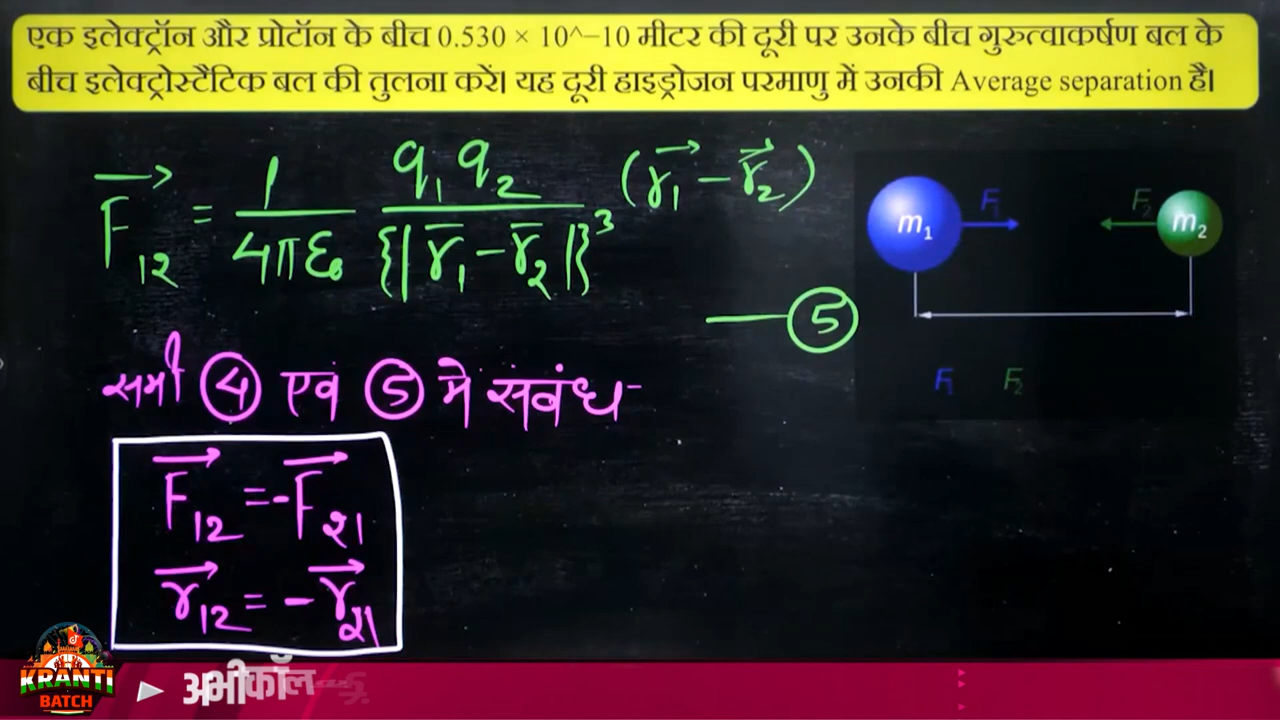 एक इलेक्ट्रॉन और प्रोटॉन के बीच 0.530 × 10^–10 मीटर की दूरी पर उनके बीच गुरुत्वाकर्षण बल के
बीच इलेक्ट्रोस्टैटिक बल की तुलना करें। यह दूरी हाइड्रोजन परमाणु में उनकी Average separation है।
F₁₂ = 1/4πε₀ q₁q₂/{|r₁–r₂|}³ (r₁–r₂)
m₁ F₁ F₂ m₂
— ⑤
समी ④ एवं ⑤ मे सबंध-
F₁ F₂
F₁₂ = -F₂₁
r₁₂ = -r₂₁
KRANTI
BATCH
अभी कॉल